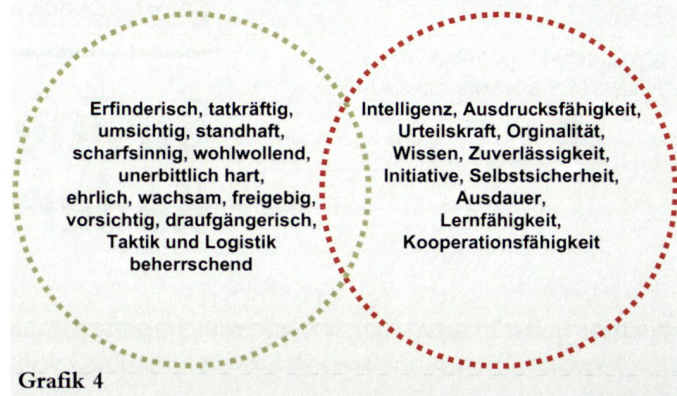 Erfinderisch, tatkräftig,
umsichtig, standhaft,
scharfsinnig, wohlwollend,
unerbittlich hart,
ehrlich, wachsam, freigebig,
vorsichtig, draufgängerisch,
Taktik und Logistik
beherrschend
Intelligenz, Ausdrucksfähigkeit,
Urteilskraft, Orginalität,
Wissen, Zuverlässigkeit,
Initiative, Selbstsicherheit,
Ausdauer,
Lernfähigkeit,
Kooperationsfähigkeit
Grafik 4